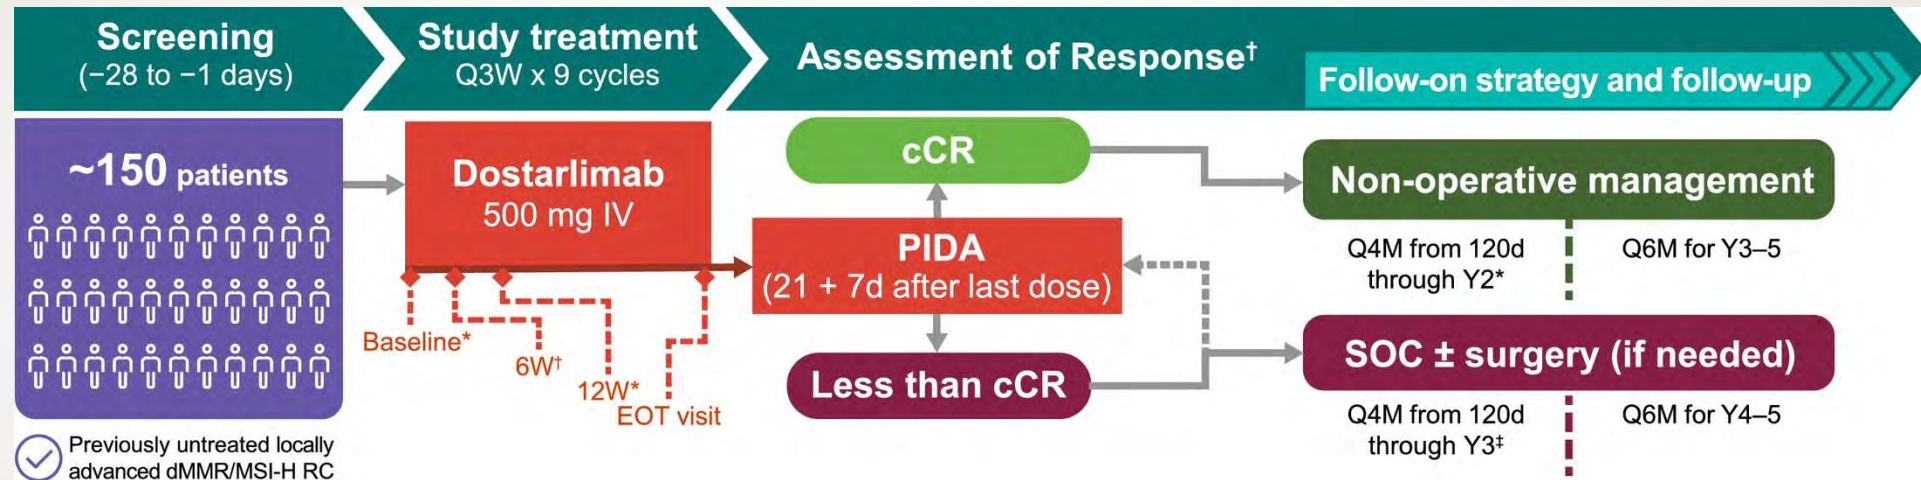 Screening
(−28 to −1 days)
Study treatment
Q3W x 9 cycles
Assessment of Response†
Follow-on strategy and follow-up
~150 patients
Previously untreated locally
advanced dMMR/MSI-H RC
Dostarlimab
500 mg IV
Baseline*
6W†
12W*
EOT visit
cCR
PIDA
(21 + 7d after last dose)
Less than cCR
Non-operative management
Q4M from 120d
through Y2*
Q6M for Y3–5
SOC ± surgery (if needed)
Q4M from 120d
through Y3‡
Q6M for Y4–5